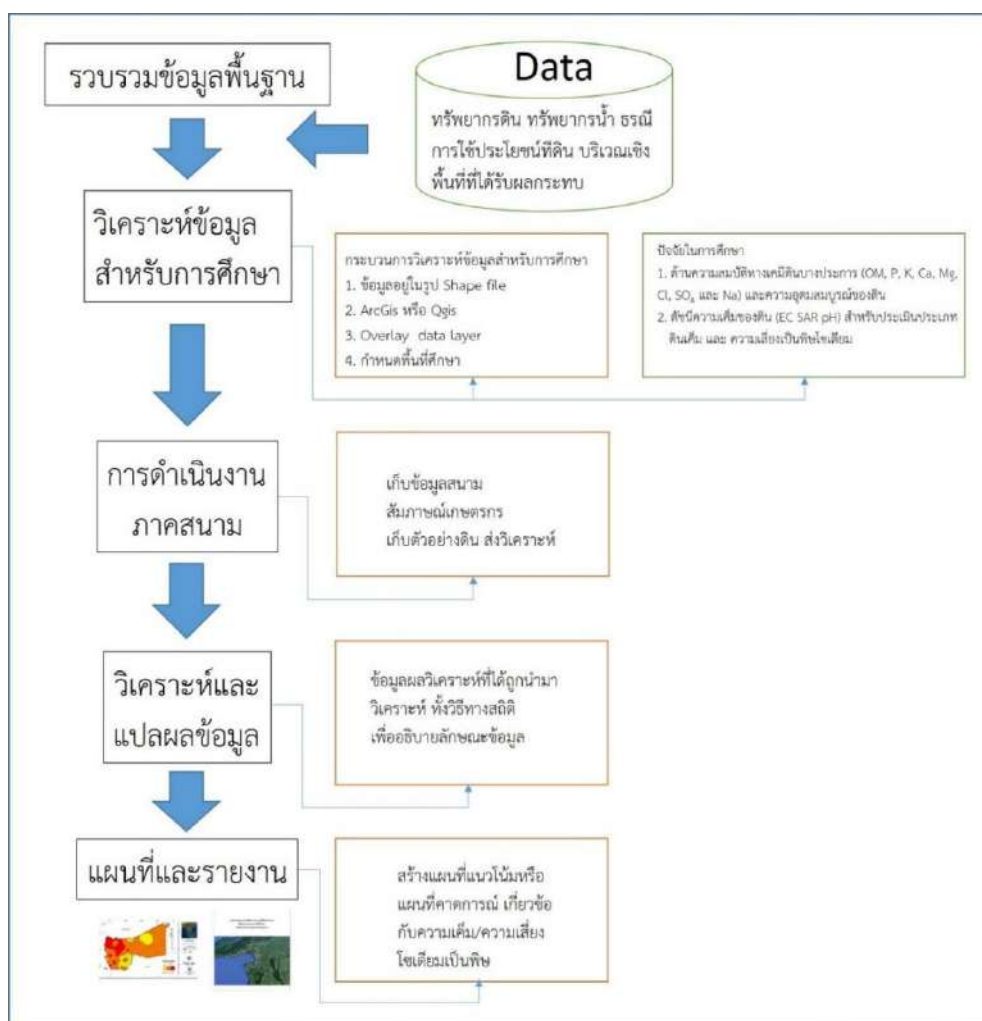 รวบรวมข้อมูลพื้นฐาน
Data
ทรัพยากรดิน ทรัพยากรน้ำ ธรณี
การใช้ประโยชน์ที่ดิน บริเวณเชิง
พื้นที่ที่ได้รับผลกระทบ
วิเคราะห์ข้อมูล
สำหรับการศึกษา
กระบวนการวิเคราะห์ข้อมูลสำหรับการศึกษา
1. ข้อมูลอยู่ในรูป Shape file
2. ArcGis หรือ Qgis
3. Overlay data layer
4. กำหนดพื้นที่ศึกษา
ปัจจัยในการศึกษา
1. ด้านความสมบัติทางเคมีดินบางประการ (OM, P, K, Ca, Mg,
Cl, SO₄ และ Na) และความอุดมสมบูรณ์ของดิน
2. ดัชนีความเค็มของดิน (EC SAR pH) สำหรับประเมินประเภท
ดินเค็ม และ ความเสี่ยงเป็นพิษโซเดียม
การดำเนินงาน
ภาคสนาม
เก็บข้อมูลสนาม
สัมภาษณ์เกษตรกร
เก็บตัวอย่างดิน ส่งวิเคราะห์
วิเคราะห์และ
แปลผลข้อมูล
ข้อมูลผลวิเคราะห์ที่ได้ถูกนำมา
วิเคราะห์ ทั้งวิธีทางสถิติ
เพื่ออธิบายลักษณะข้อมูล
แผนที่และรายงาน
สร้างแผนที่แนวโน้มหรือ
แผนที่คาดการณ์ เกี่ยวข้อ
กับความเค็ม/ความเสี่ยง
โซเดียมเป็นพิษ